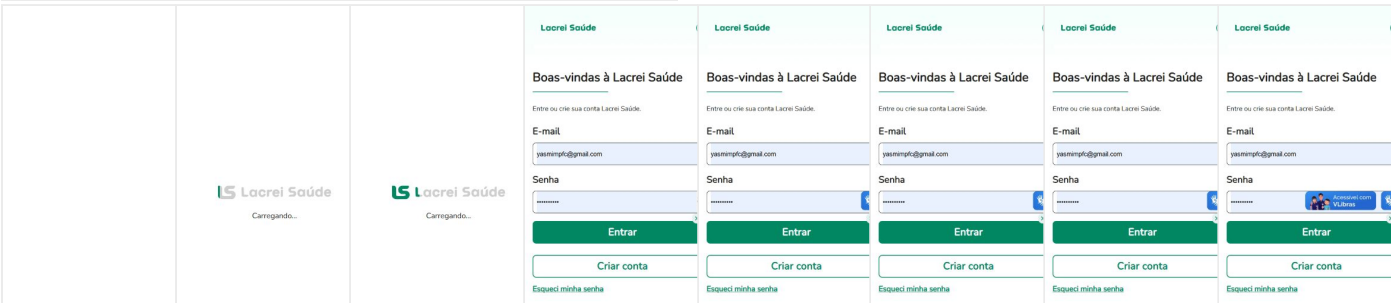 Lacrei Saúde
Carregando...
Lacrei Saúde
Carregando...
Lacrei Saúde
Boas-vindas à Lacrei Saúde
Entre ou crie sua conta Lacrei Saúde.
E-mail
yasmimpfc@gmail.com
Senha
Entrar
Criar conta
Esqueci minha senha
Lacrei Saúde
Boas-vindas à Lacrei Saúde
Entre ou crie sua conta Lacrei Saúde.
E-mail
yasmimpfc@gmail.com
Senha
Entrar
Criar conta
Esqueci minha senha
Lacrei Saúde
Boas-vindas à Lacrei Saúde
Entre ou crie sua conta Lacrei Saúde.
E-mail
yasmimpfc@gmail.com
Senha
Entrar
Criar conta
Esqueci minha senha
Lacrei Saúde
Boas-vindas à Lacrei Saúde
Entre ou crie sua conta Lacrei Saúde.
E-mail
yasmimpfc@gmail.com
Senha
Entrar
Criar conta
Esqueci minha senha
Lacrei Saúde
Boas-vindas à Lacrei Saúde
Entre ou crie sua conta Lacrei Saúde.
E-mail
yasmimpfc@gmail.com
Senha
Acessível com
VLibras
Entrar
Criar conta
Esqueci minha senha